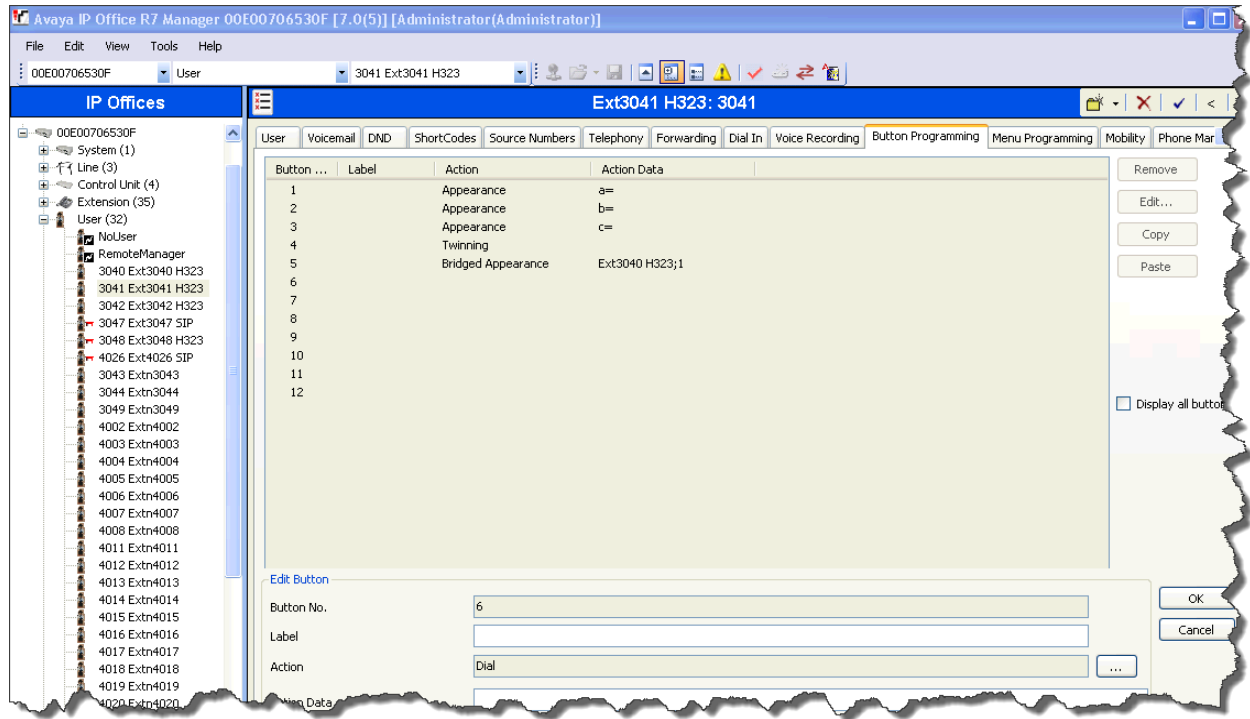 Avaya IP Office R7 Manager 00E00706530F [7.0(5)] [Administrator(Administrator)]
File Edit View Tools Help
00E00706530F User 3041 Ext3041 H323
IP Offices
Ext3041 H323: 3041
00E00706530F
System (1)
Line (3)
Control Unit (4)
Extension (35)
User (32)
NoUser
RemoteManager
3040 Ext3040 H323
3041 Ext3041 H323
3042 Ext3042 H323
3047 Ext3047 SIP
3048 Ext3048 H323
4026 Ext4026 SIP
3043 Extn3043
3044 Extn3044
3049 Extn3049
4002 Extn4002
4003 Extn4003
4004 Extn4004
4005 Extn4005
4006 Extn4006
4007 Extn4007
4008 Extn4008
4011 Extn4011
4012 Extn4012
4013 Extn4013
4014 Extn4014
4015 Extn4015
4016 Extn4016
4017 Extn4017
4018 Extn4018
4019 Extn4019
4020 Extn4020
User Voicemail DND ShortCodes Source Numbers Telephony Forwarding Dial In Voice Recording Button Programming Menu Programming Mobility Phone Mar
Button ... Label Action Action Data
1 Appearance a=
2 Appearance b=
3 Appearance c=
4 Twinning
5 Bridged Appearance Ext3040 H323;1
6
7
8
9
10
11
12
Remove
Edit...
Copy
Paste
Display all button
Edit Button
Button No. 6
Label
Action Dial ...
Data
OK
Cancel